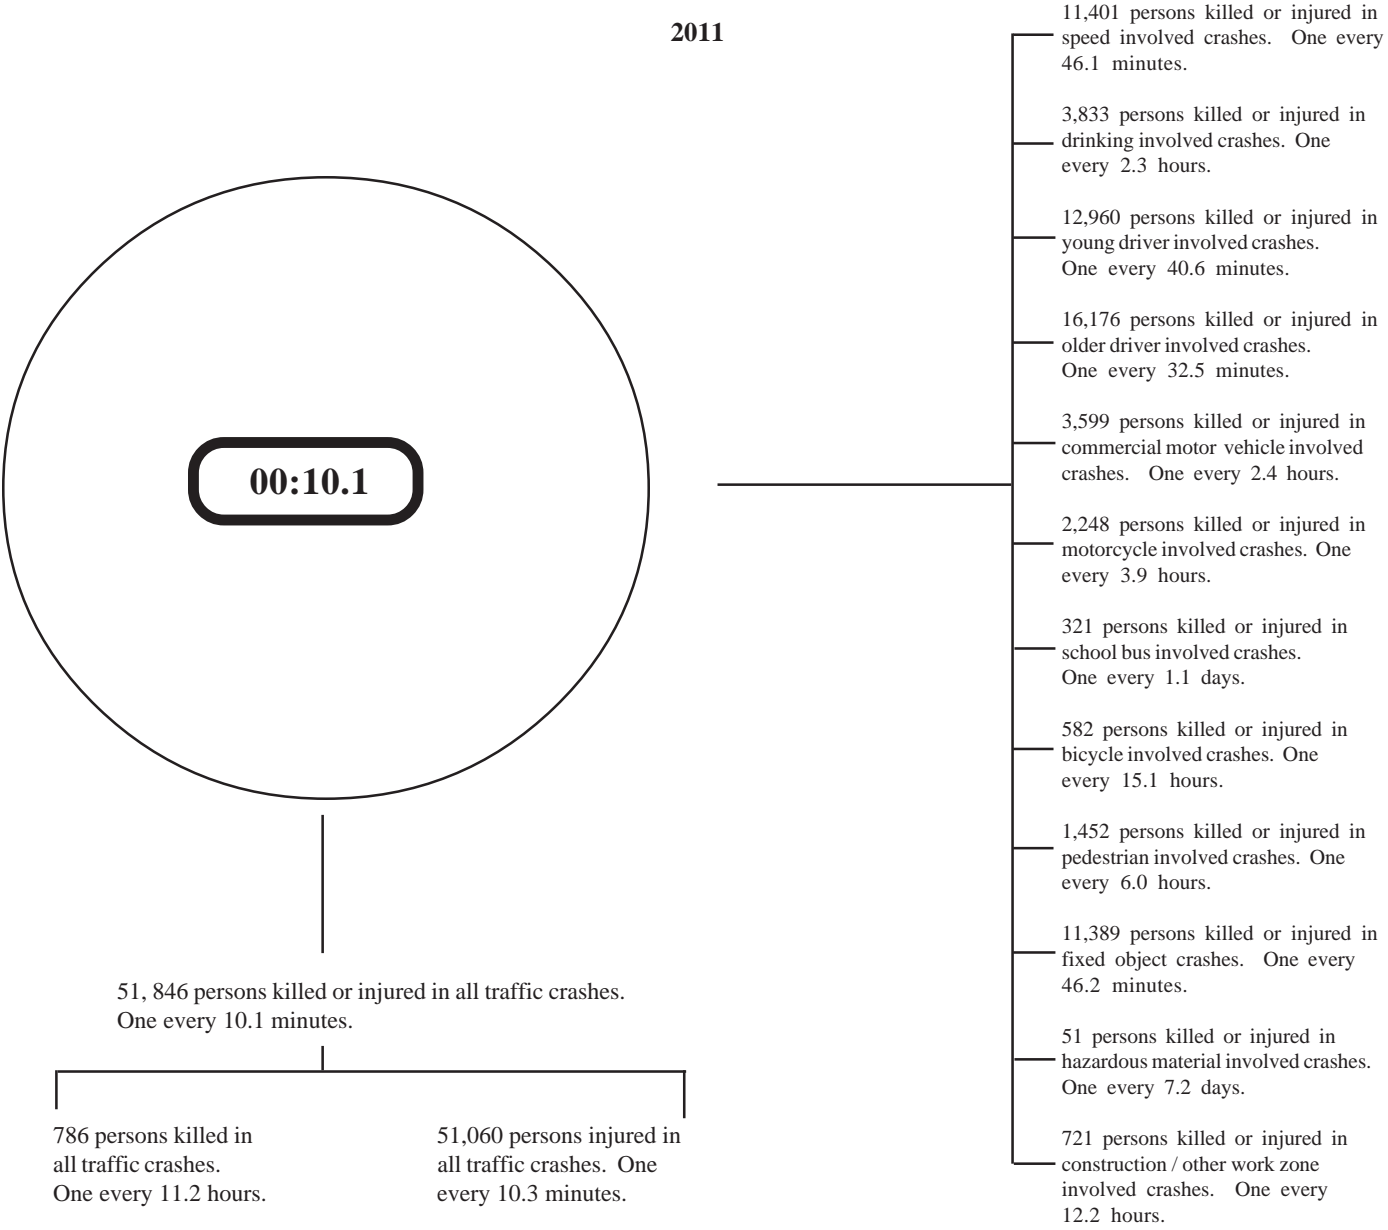 2011
00:10.1
51, 846 persons killed or injured in all traffic crashes.
One every 10.1 minutes.
786 persons killed in
all traffic crashes.
One every 11.2 hours.
51,060 persons injured in
all traffic crashes. One
every 10.3 minutes.
11,401 persons killed or injured in
speed involved crashes. One every
46.1 minutes.
3,833 persons killed or injured in
drinking involved crashes. One
every 2.3 hours.
12,960 persons killed or injured in
young driver involved crashes.
One every 40.6 minutes.
16,176 persons killed or injured in
older driver involved crashes.
One every 32.5 minutes.
3,599 persons killed or injured in
commercial motor vehicle involved
crashes. One every 2.4 hours.
2,248 persons killed or injured in
motorcycle involved crashes. One
every 3.9 hours.
321 persons killed or injured in
school bus involved crashes.
One every 1.1 days.
582 persons killed or injured in
bicycle involved crashes. One
every 15.1 hours.
1,452 persons killed or injured in
pedestrian involved crashes. One
every 6.0 hours.
11,389 persons killed or injured in
fixed object crashes. One every
46.2 minutes.
51 persons killed or injured in
hazardous material involved crashes.
One every 7.2 days.
721 persons killed or injured in
construction / other work zone
involved crashes. One every
12.2 hours.